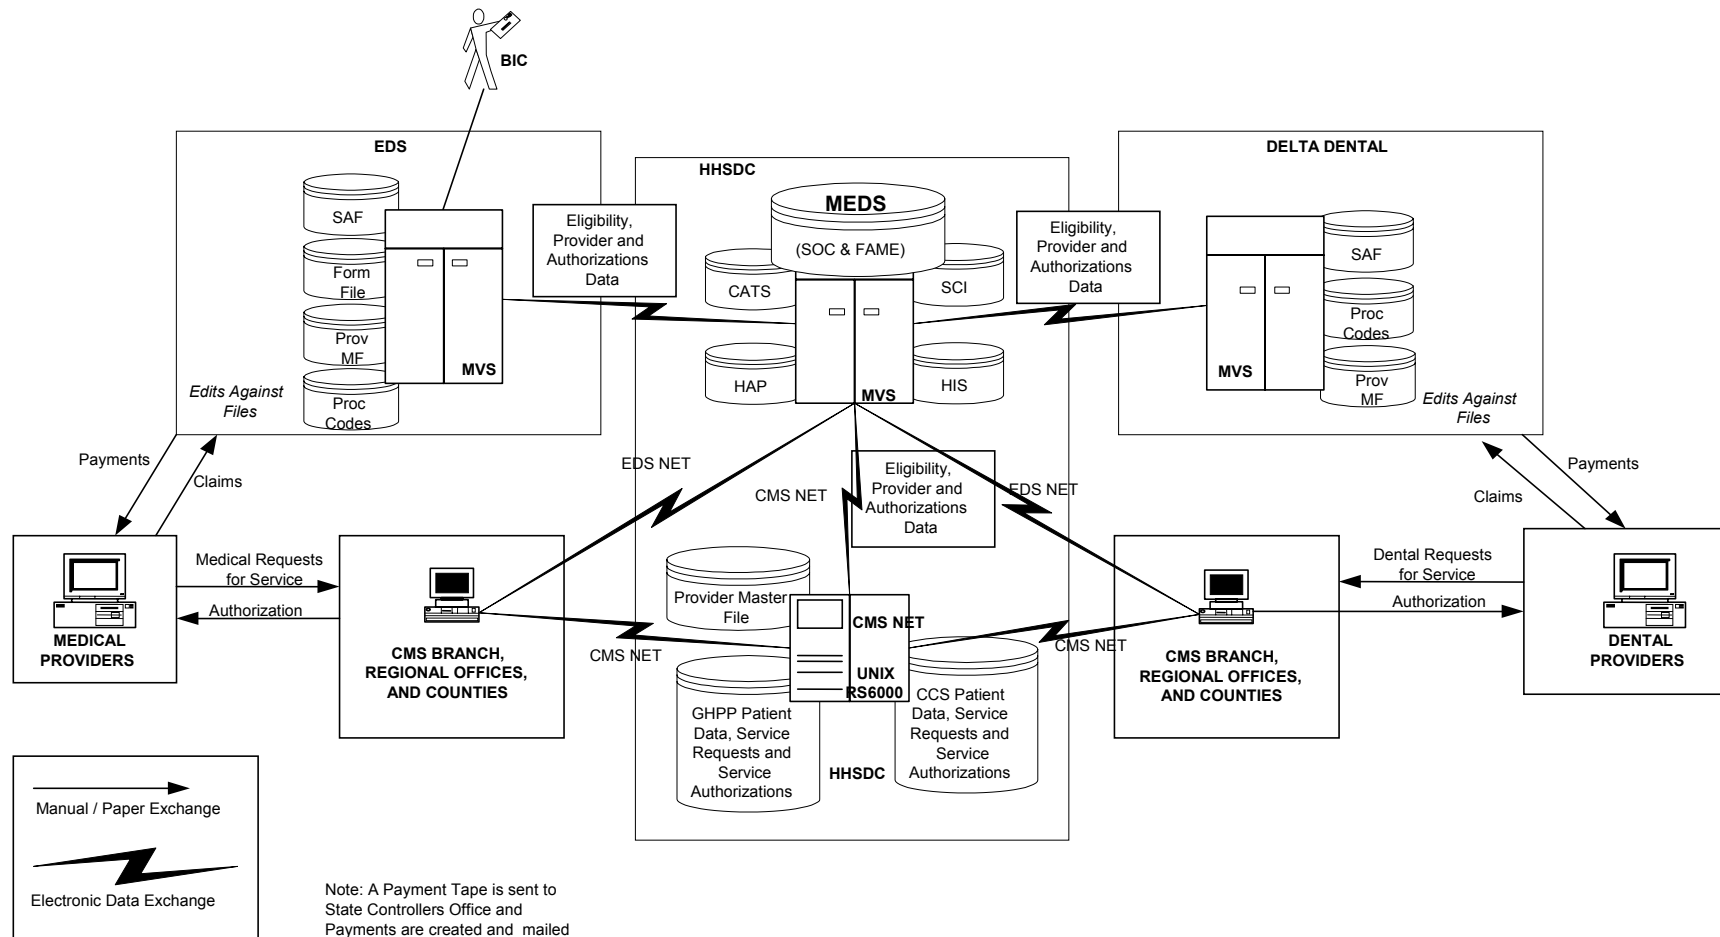 BIC
EDS
SAF
Form
File
Prov
MF
Proc
Codes
MVS
Edits Against
Files
Eligibility,
Provider and
Authorizations
Data
HHSDC
MEDS
(SOC & FAME)
CATS
SCI
HAP
HIS
MVS
Eligibility,
Provider and
Authorizations
Data
DELTA DENTAL
SAF
Proc
Codes
Prov
MF
MVS
Edits Against
Files
Payments
Claims
EDS NET
CMS NET
Eligibility,
Provider and
Authorizations
Data
EDS NET
Payments
Claims
MEDICAL
PROVIDERS
Medical Requests
for Service
Authorization
CMS BRANCH,
REGIONAL OFFICES,
AND COUNTIES
CMS NET
Provider Master
File
CMS NET
UNIX
RS6000
GHPP Patient
Data, Service
Requests and
Service
Authorizations
CCS Patient
Data, Service
Requests and
Service
Authorizations
HHSDC
CMS NET
CMS BRANCH,
REGIONAL OFFICES,
AND COUNTIES
Dental Requests
for Service
Authorization
DENTAL
PROVIDERS
Manual / Paper Exchange
Electronic Data Exchange
Note: A Payment Tape is sent to
State Controllers Office and
Payments are created and mailed